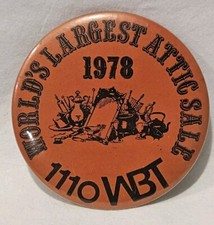 WORLD'S LARGEST ATTIC SALE
1978
1110 WBT